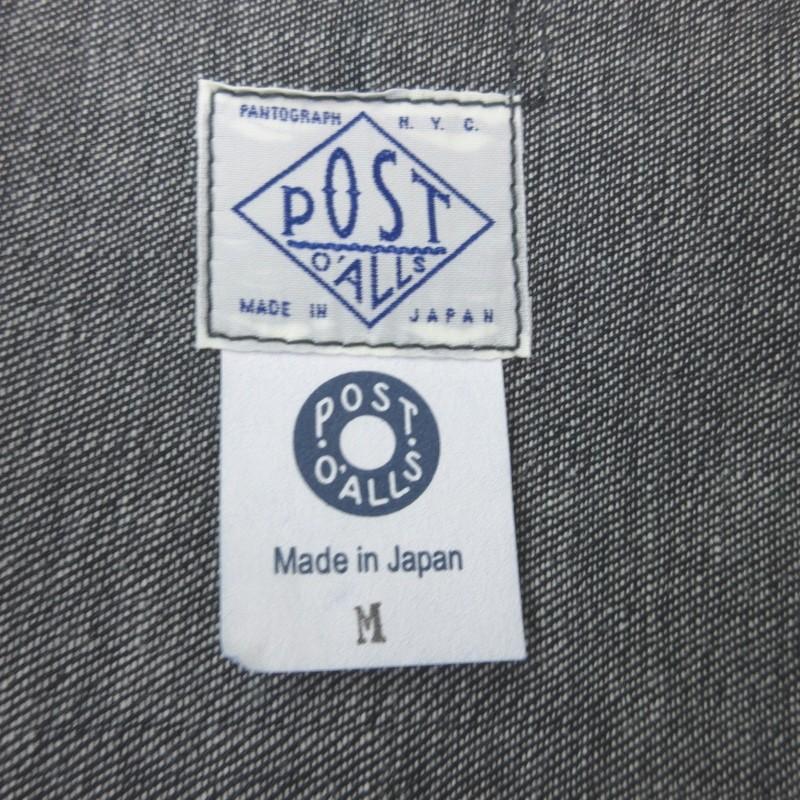 PANTOGRAPH N. Y. C.
POST
O'ALLS
MADE IN JAPAN
POST
O'ALLS
Made in Japan
M